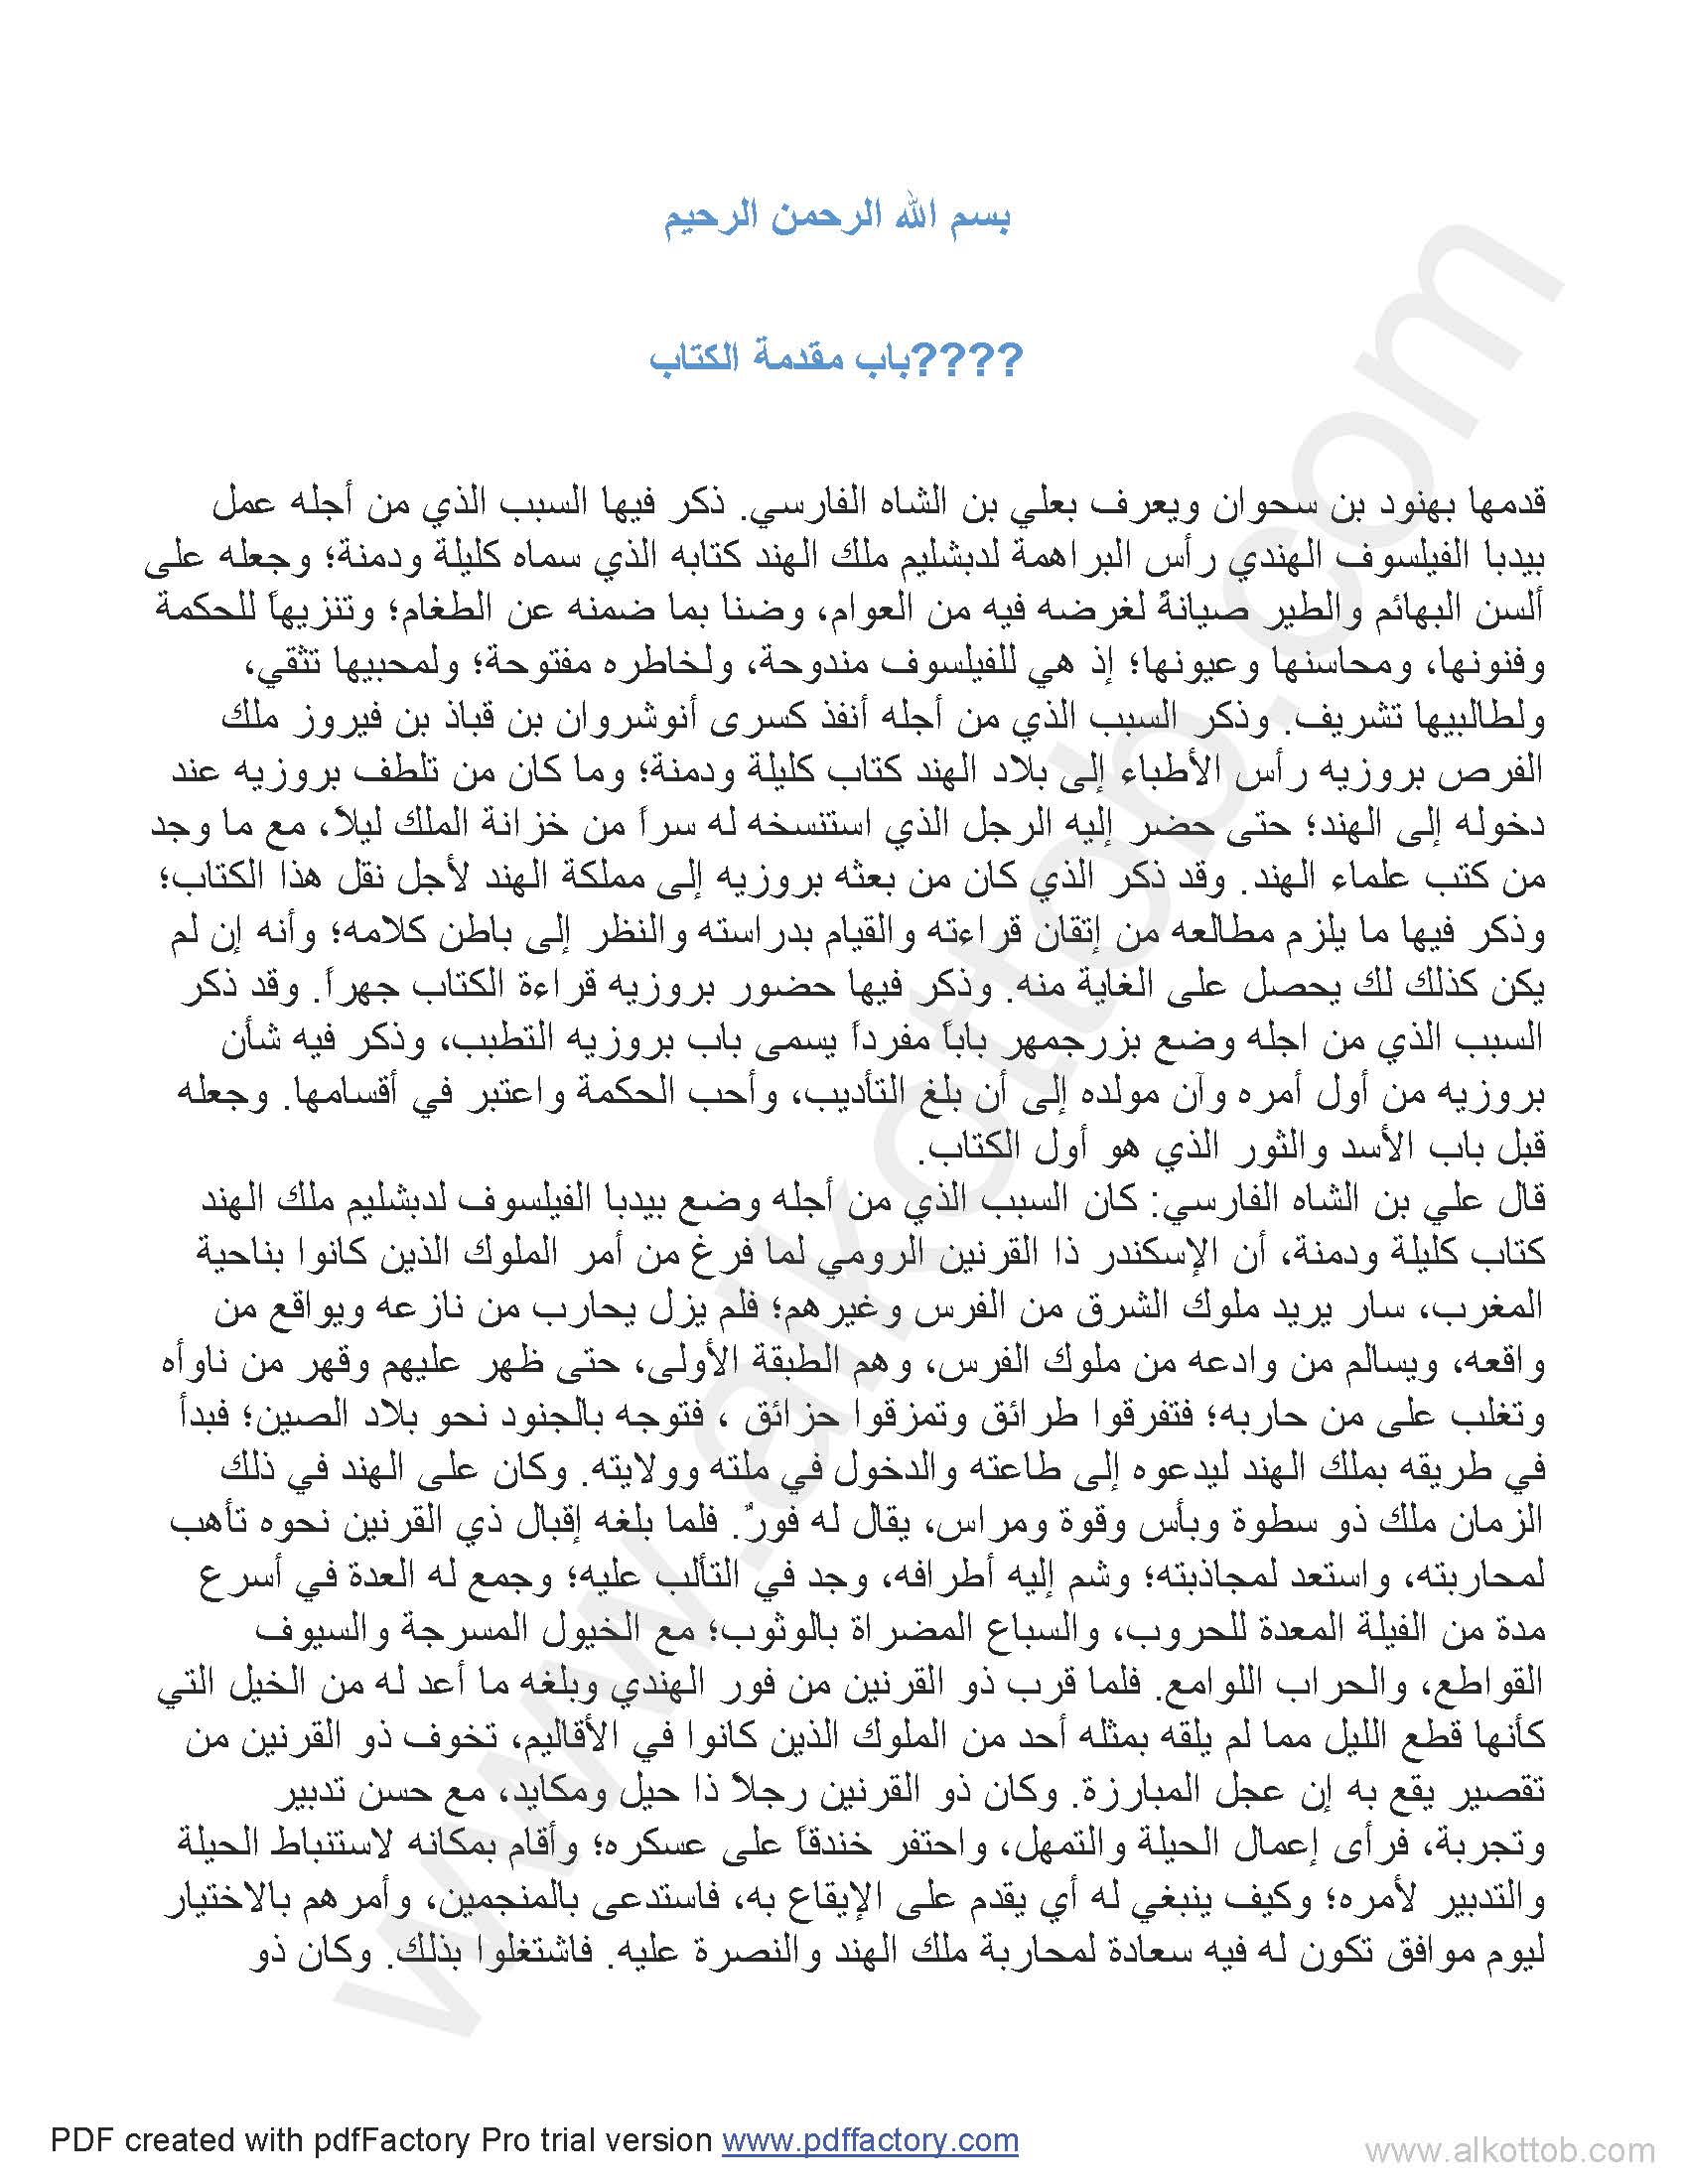 بسم الله الرحمن الرحيم
????باب مقدمة الكتاب
قدمها بهنود بن سحوان ويعرف بعلي بن الشاه الفارسي. ذكر فيها السبب الذي من أجله عمل
بيدبا الفيلسوف الهندي رأس البراهمة لدبشليم ملك الهند كتابه الذي سماه كليلة ودمنة؛ وجعله على
ألسن البهائم والطير صيانةً لغرضه فيه من العوام، وضنا بما ضمنه عن الطغام؛ وتنزيهاً للحكمة
وفنونها، ومحاسنها وعيونها؛ إذ هي للفيلسوف مندوحة، ولخاطره مفتوحة؛ ولمحبيها تثقي،
ولطالبيها تشريف. وذكر السبب الذي من أجله أنفذ كسرى أنوشروان بن قباذ بن فيروز ملك
الفرص بروزيه رأس الأطباء إلى بلاد الهند كتاب كليلة ودمنة؛ وما كان من تلطف بروزيه عند
دخوله إلى الهند؛ حتى حضر إليه الرجل الذي استنسخه له سراً من خزانة الملك ليلاً، مع ما وجد
من كتب علماء الهند. وقد ذكر الذي كان من بعثه بروزيه إلى مملكة الهند لأجل نقل هذا الكتاب؛
وذكر فيها ما يلزم مطالعه من إتقان قراءته والقيام بدراسته والنظر إلى باطن كلامه؛ وأنه إن لم
يكن كذلك لك يحصل على الغاية منه. وذكر فيها حضور بروزيه قراءة الكتاب جهراً. وقد ذكر
السبب الذي من اجله وضع بزرجمهر باباً مفرداً يسمى باب بروزيه التطبب، وذكر فيه شأن
بروزيه من أول أمره وآن مولده إلى أن بلغ التأديب، وأحب الحكمة واعتبر في أقسامها. وجعله
قبل باب الأسد والثور الذي هو أول الكتاب.
قال علي بن الشاه الفارسي: كان السبب الذي من أجله وضع بيدبا الفيلسوف لدبشليم ملك الهند
كتاب كليلة ودمنة، أن الإسكندر ذا القرنين الرومي لما فرغ من أمر الملوك الذين كانوا بناحية
المغرب، سار يريد ملوك الشرق من الفرس وغيرهم؛ فلم يزل يحارب من نازعه ويواقع من
واقعه، ويسالم من وادعه من ملوك الفرس، وهم الطبقة الأولى، حتى ظهر عليهم وقهر من ناوأه
وتغلب على من حاربه؛ فتفرقوا طرائق وتمزقوا حزائق ، فتوجه بالجنود نحو بلاد الصين؛ فبدأ
في طريقه بملك الهند ليدعوه إلى طاعته والدخول في ملته وولايته. وكان على الهند في ذلك
الزمان ملك ذو سطوة وبأس وقوة ومراس، يقال له فورٌ. فلما بلغه إقبال ذي القرنين نحوه تأهب
لمحاربته، واستعد لمجاذبته؛ وشم إليه أطرافه، وجد في التألب عليه؛ وجمع له العدة في أسرع
مدة من الفيلة المعدة للحروب، والسباع المضراة بالوثوب؛ مع الخيول المسرجة والسيوف
القواطع، والحراب اللوامع. فلما قرب ذو القرنين من فور الهندي وبلغه ما أعد له من الخيل التي
كأنها قطع الليل مما لم يلقه بمثله أحد من الملوك الذين كانوا في الأقاليم، تخوف ذو القرنين من
تقصير يقع به إن عجل المبارزة. وكان ذو القرنين رجلاً ذا حيل ومكايد، مع حسن تدبير
وتجربة، فرأى إعمال الحيلة والتمهل، واحتفر خندقاً على عسكره؛ وأقام بمكانه لاستنباط الحيلة
والتدبير لأمره؛ وكيف ينبغي له أي يقدم على الإيقاع به، فاستدعى بالمنجمين، وأمرهم بالاختيار
ليوم موافق تكون له فيه سعادة لمحاربة ملك الهند والنصرة عليه. فاشتغلوا بذلك. وكان ذو
www.alkottob.com
PDF created with pdfFactory Pro trial version www.pdffactory.com
www.alkottob.com